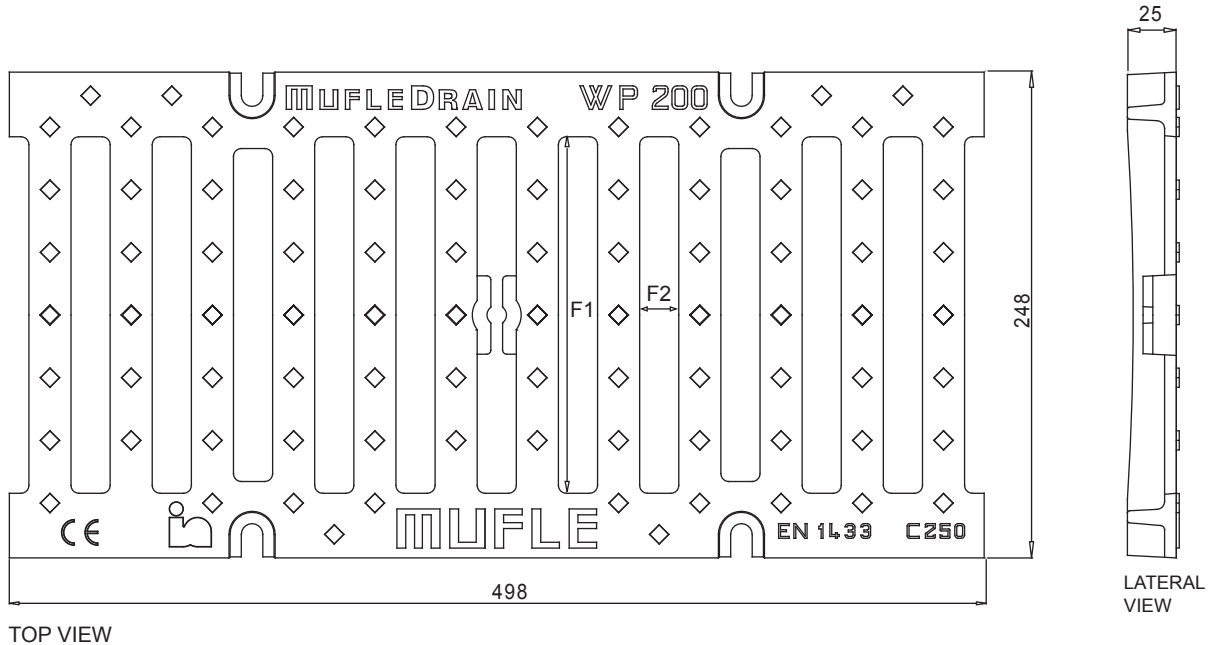 25
MUFLEDRAIN WP 200
F1
F2
248
CE
MUFLE
EN 1433 C250
498
LATERAL
VIEW
TOP VIEW